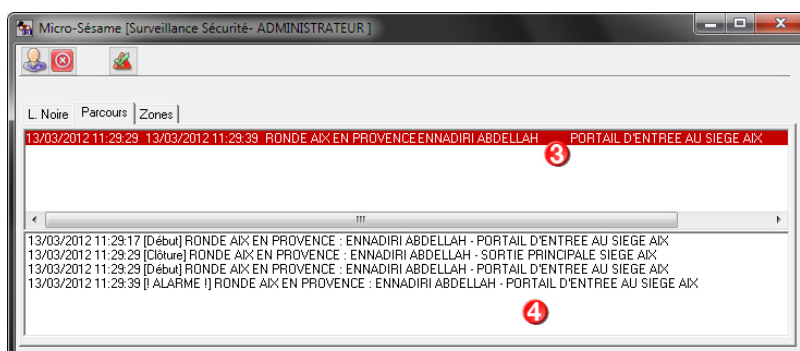 Micro-Sésame [Surveillance Sécurité- ADMINISTRATEUR ]
L. Noire Parcours Zones
13/03/2012 11:29:29 13/03/2012 11:29:39 RONDE AIX EN PROVENCE ENNADIRI ABDELLAH PORTAIL D'ENTREE AU SIEGE AIX
3
13/03/2012 11:29:17 [Début] RONDE AIX EN PROVENCE : ENNADIRI ABDELLAH - PORTAIL D'ENTREE AU SIEGE AIX
13/03/2012 11:29:29 [Clôture] RONDE AIX EN PROVENCE : ENNADIRI ABDELLAH - SORTIE PRINCIPALE SIEGE AIX
13/03/2012 11:29:29 [Début] RONDE AIX EN PROVENCE : ENNADIRI ABDELLAH - PORTAIL D'ENTREE AU SIEGE AIX
13/03/2012 11:29:39 [! ALARME !] RONDE AIX EN PROVENCE : ENNADIRI ABDELLAH - PORTAIL D'ENTREE AU SIEGE AIX
4